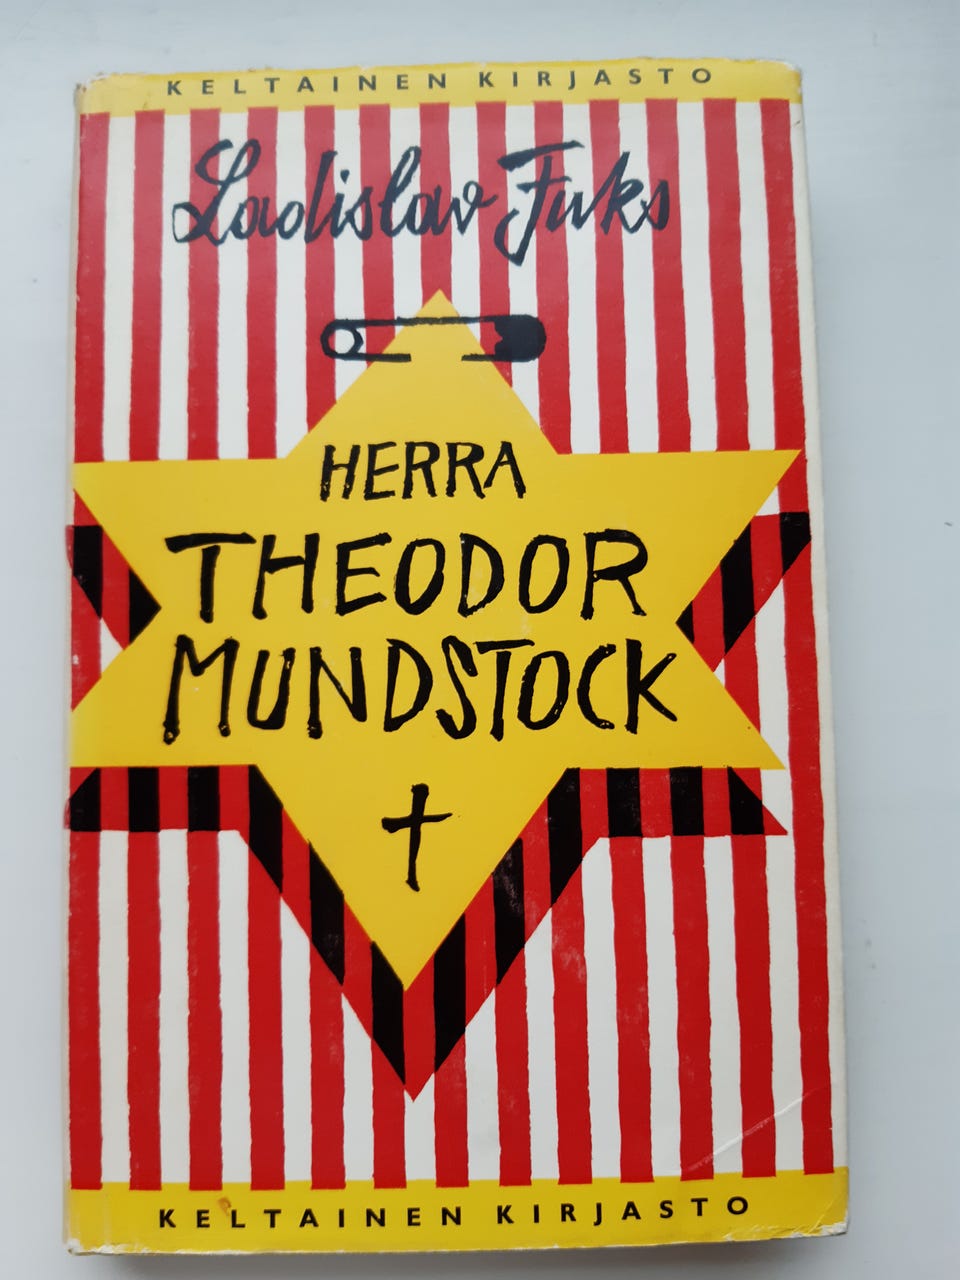 KELTAINEN KIRJASTO
Ladislav Fuks
HERRA
THEODOR
MUNDSTOCK
†
KELTAINEN KIRJASTO